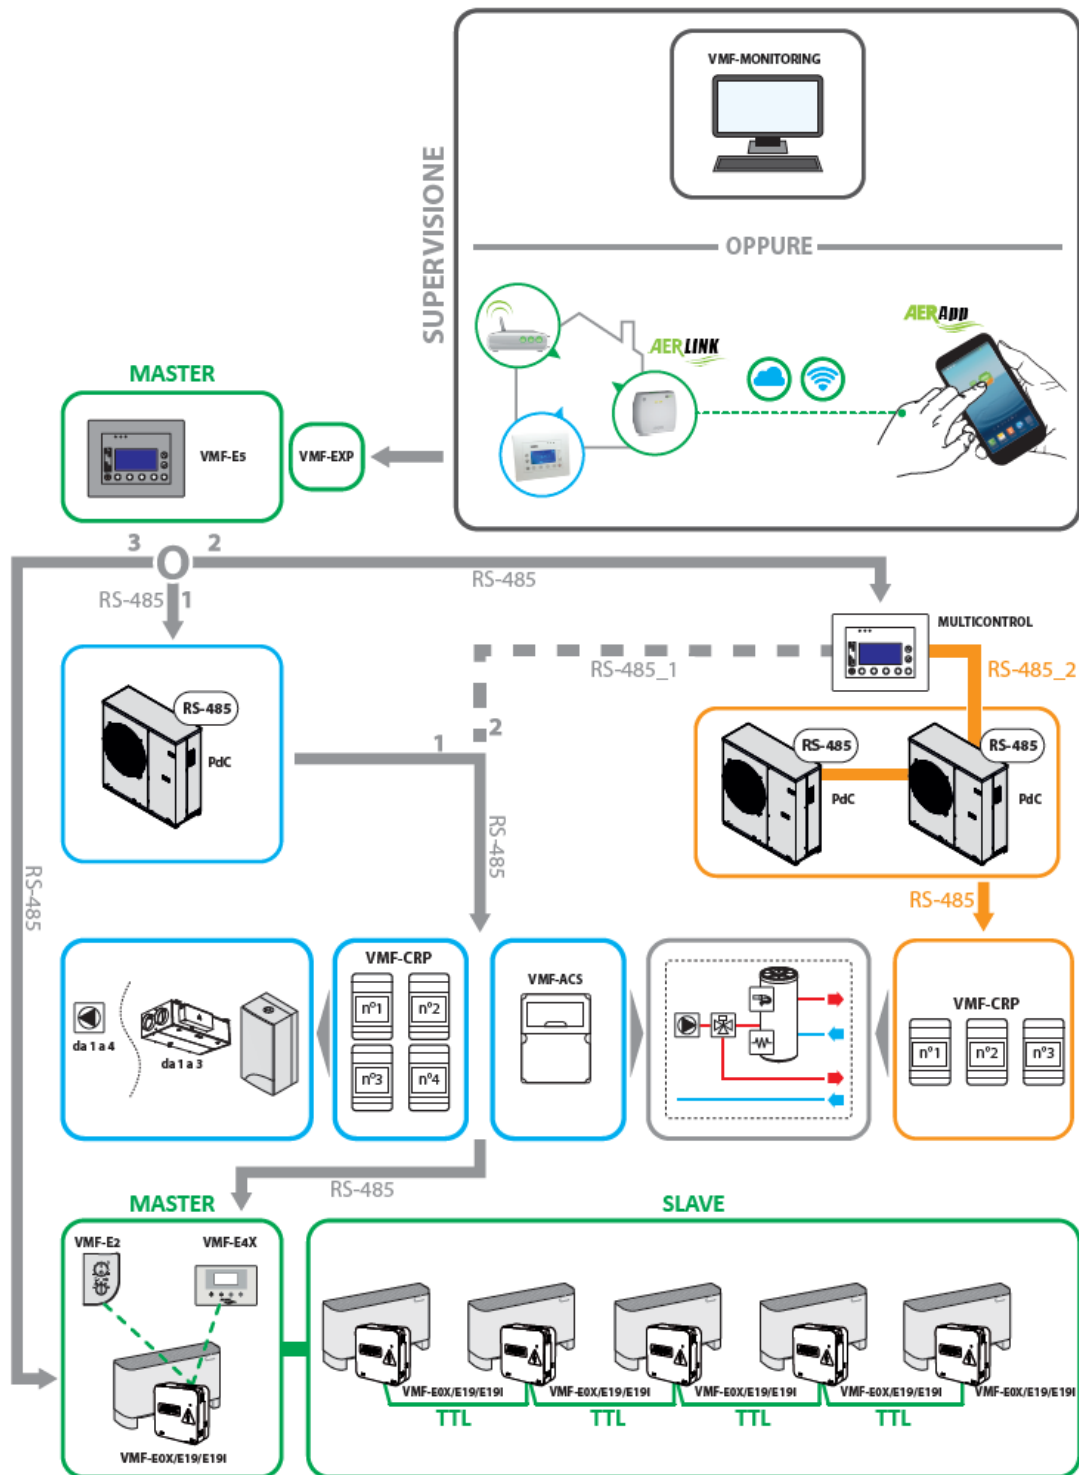 VMF-MONITORING
SUPERVISIONE
OPPURE
AERLINK
AERApp
MASTER
VMF-E5
VMF-EXP
3
2
RS-485
1
RS-485
RS-485
MULTICONTROL
RS-485_1
RS-485_2
RS-485
PdC
1
2
RS-485
RS-485
PdC
RS-485
PdC
RS-485
da 1 a 4
da 1 a 3
VMF-CRP
n°1
n°2
n°3
n°4
VMF-ACS
VMF-CRP
n°1
n°2
n°3
RS-485
MASTER
VMF-E2
VMF-E4X
VMF-E0X/E19/E19I
SLAVE
VMF-E0X/E19/E19I
VMF-E0X/E19/E19I
VMF-E0X/E19/E19I
VMF-E0X/E19/E19I
VMF-E0X/E19/E19I
TTL
TTL
TTL
TTL